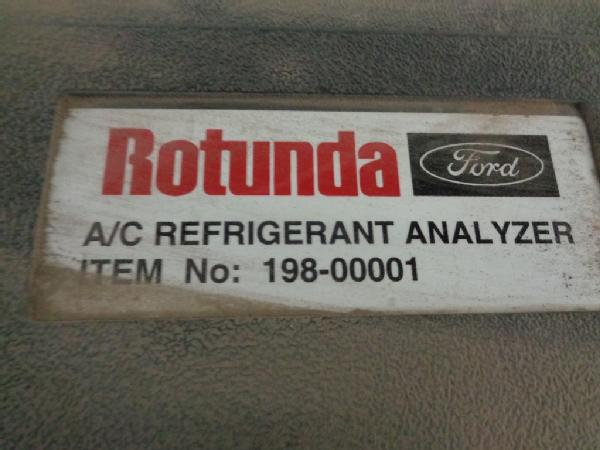 Rotunda Ford
A/C REFRIGERANT ANALYZER
ITEM No: 198-00001